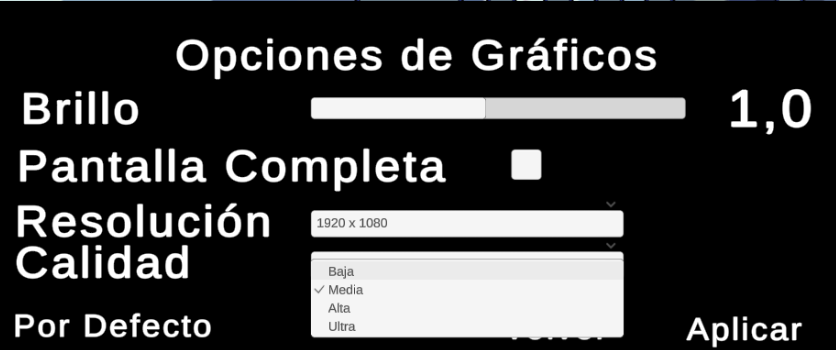 Opciones de Gráficos
Brillo 1,0
Pantalla Completa
Resolución 1920 x 1080
Calidad
Baja
Media
Alta
Ultra
Por Defecto Aplicar